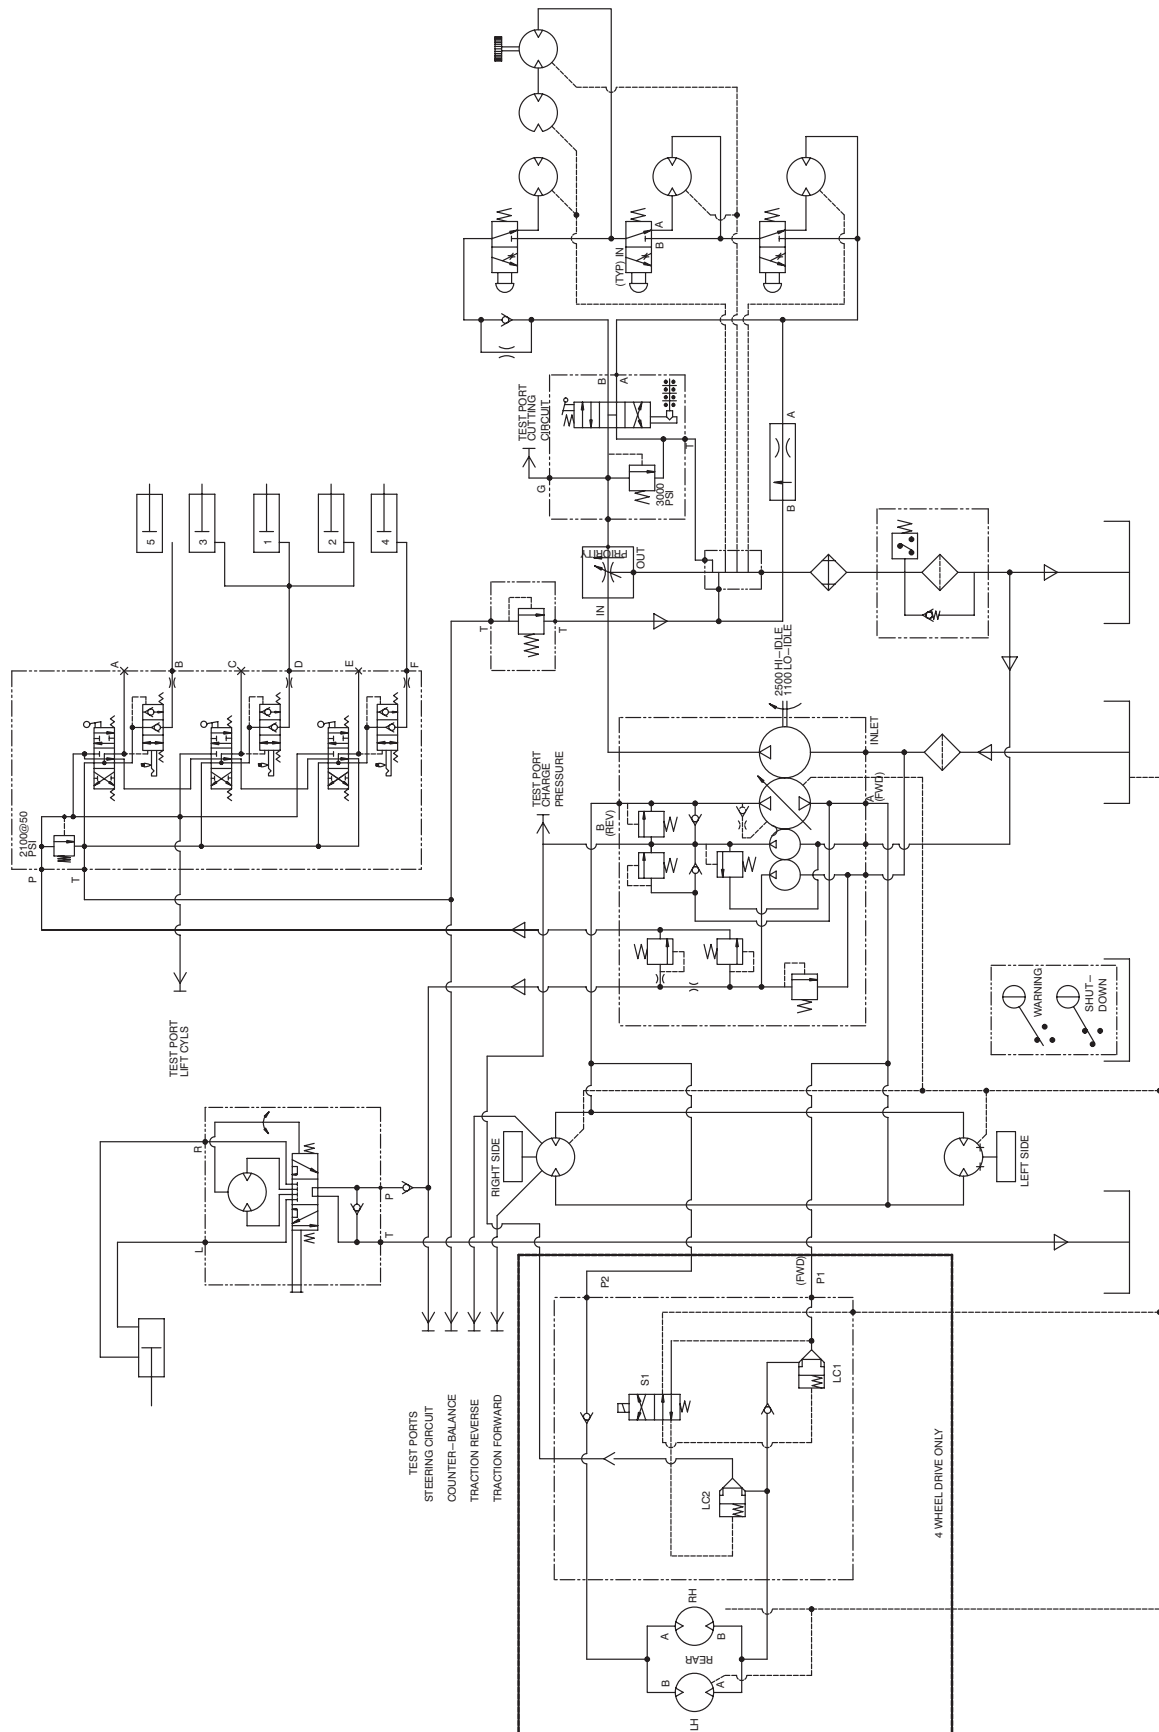 (TYP) IN
A
B
TEST PORT
CUTTING
CIRCUIT
B
A
G
T
3000
PSI
PRIORITY
OUT
IN
A
B
5
3
1
2
4
A
B
C
D
E
F
2100@50
PSI
P
T
T
T
2500 HI-IDLE
1100 LO-IDLE
INLET
TEST PORT
CHARGE
PRESSURE
B
(REV)
A
(FWD)
TEST PORT
LIFT CYLS
WARNING
SHUT-
DOWN
R
L
P
T
RIGHT SIDE
LEFT SIDE
TEST PORTS
STEERING CIRCUIT
COUNTER-BALANCE
TRACTION REVERSE
TRACTION FORWARD
P2
(FWD)
P1
S1
LC1
LC2
4 WHEEL DRIVE ONLY
RH
A
B
REAR
B
A
LH